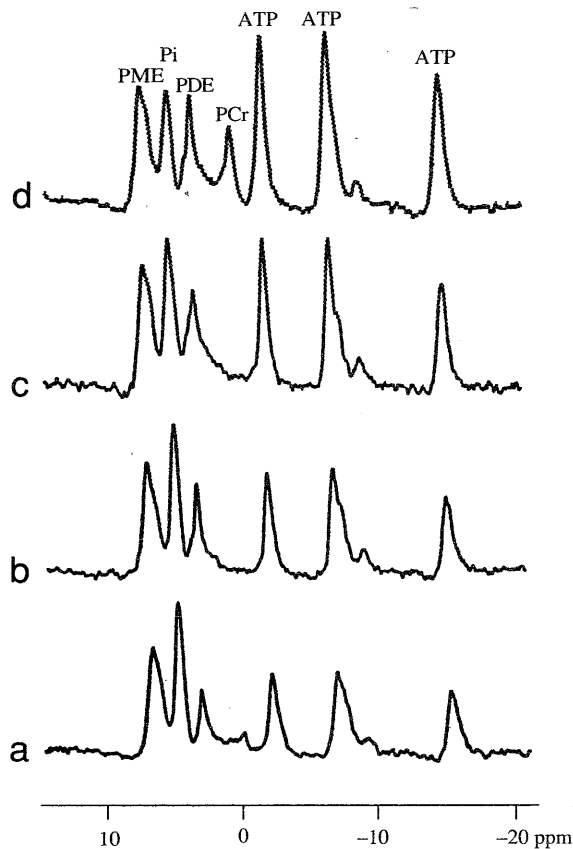 ATP ATP
Pi
ATP
PME
PDE
PCr
d
c
b
a
10 0 −10 −20 ppm